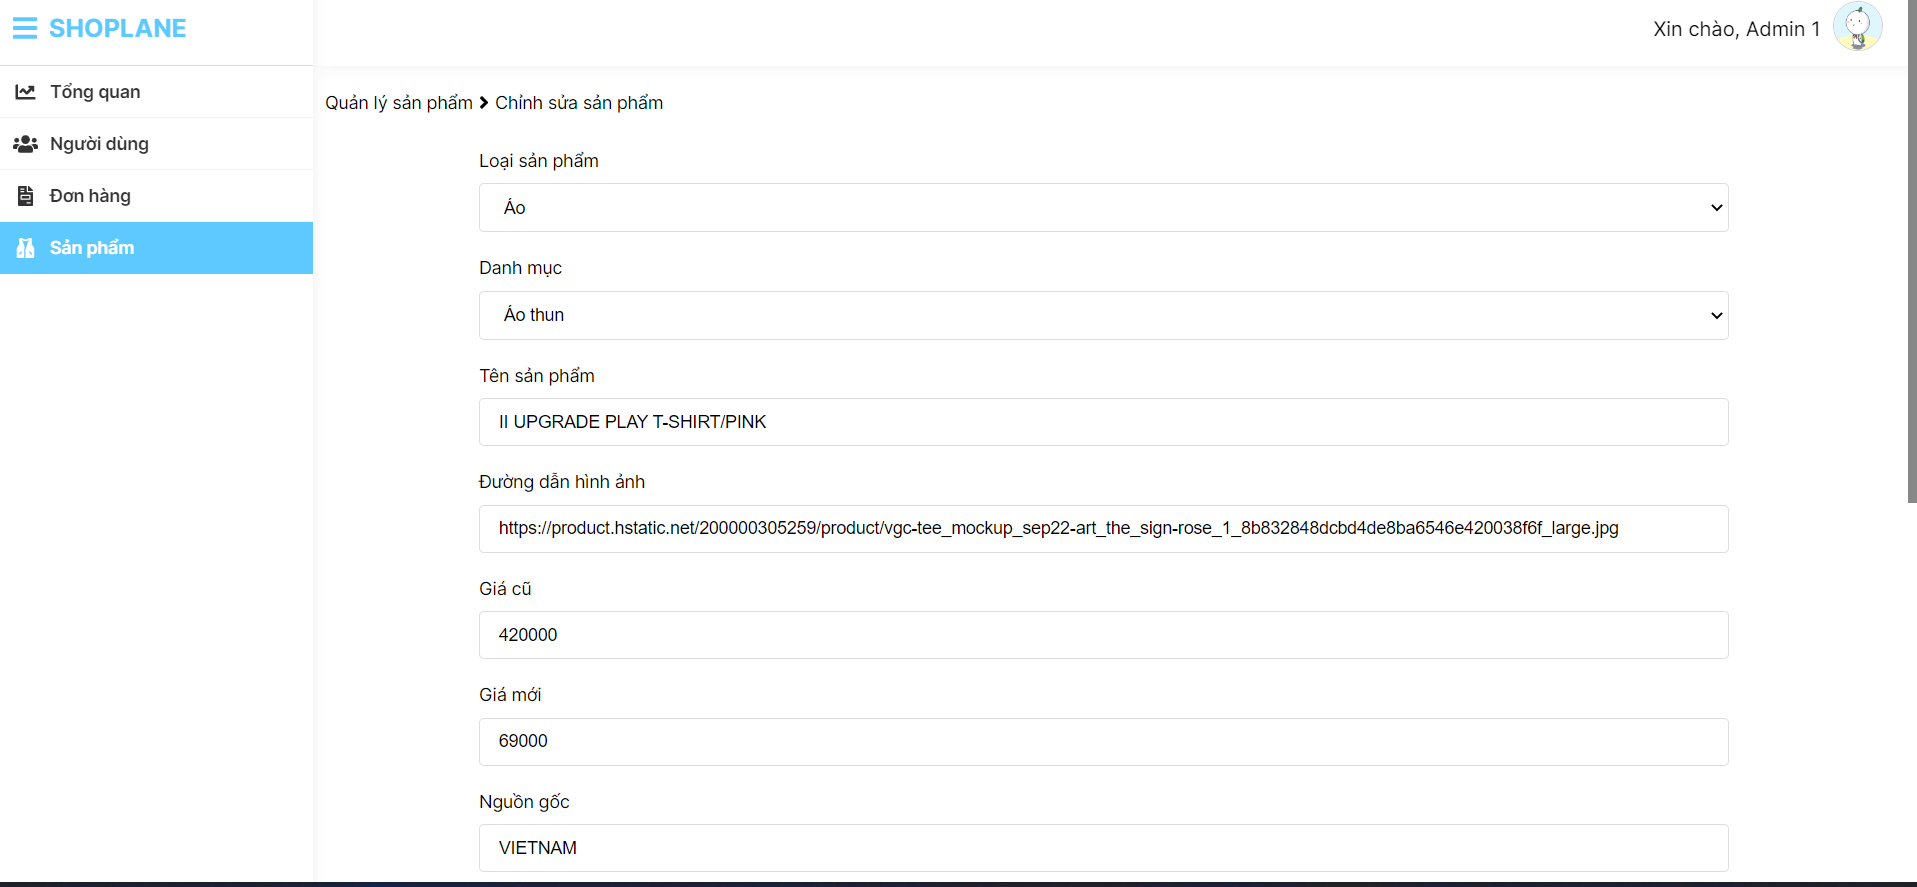 SHOPLANE
Xin chào, Admin 1
Tổng quan
Người dùng
Đơn hàng
Sản phẩm
Quản lý sản phẩm > Chỉnh sửa sản phẩm
Loại sản phẩm
Áo
Danh mục
Áo thun
Tên sản phẩm
II UPGRADE PLAY T-SHIRT/PINK
Đường dẫn hình ảnh
https://product.hstatic.net/200000305259/product/vgc-tee_mockup_sep22-art_the_sign-rose_1_8b832848dcbd4de8ba6546e420038f6f_large.jpg
Giá cũ
420000
Giá mới
69000
Nguồn gốc
VIETNAM